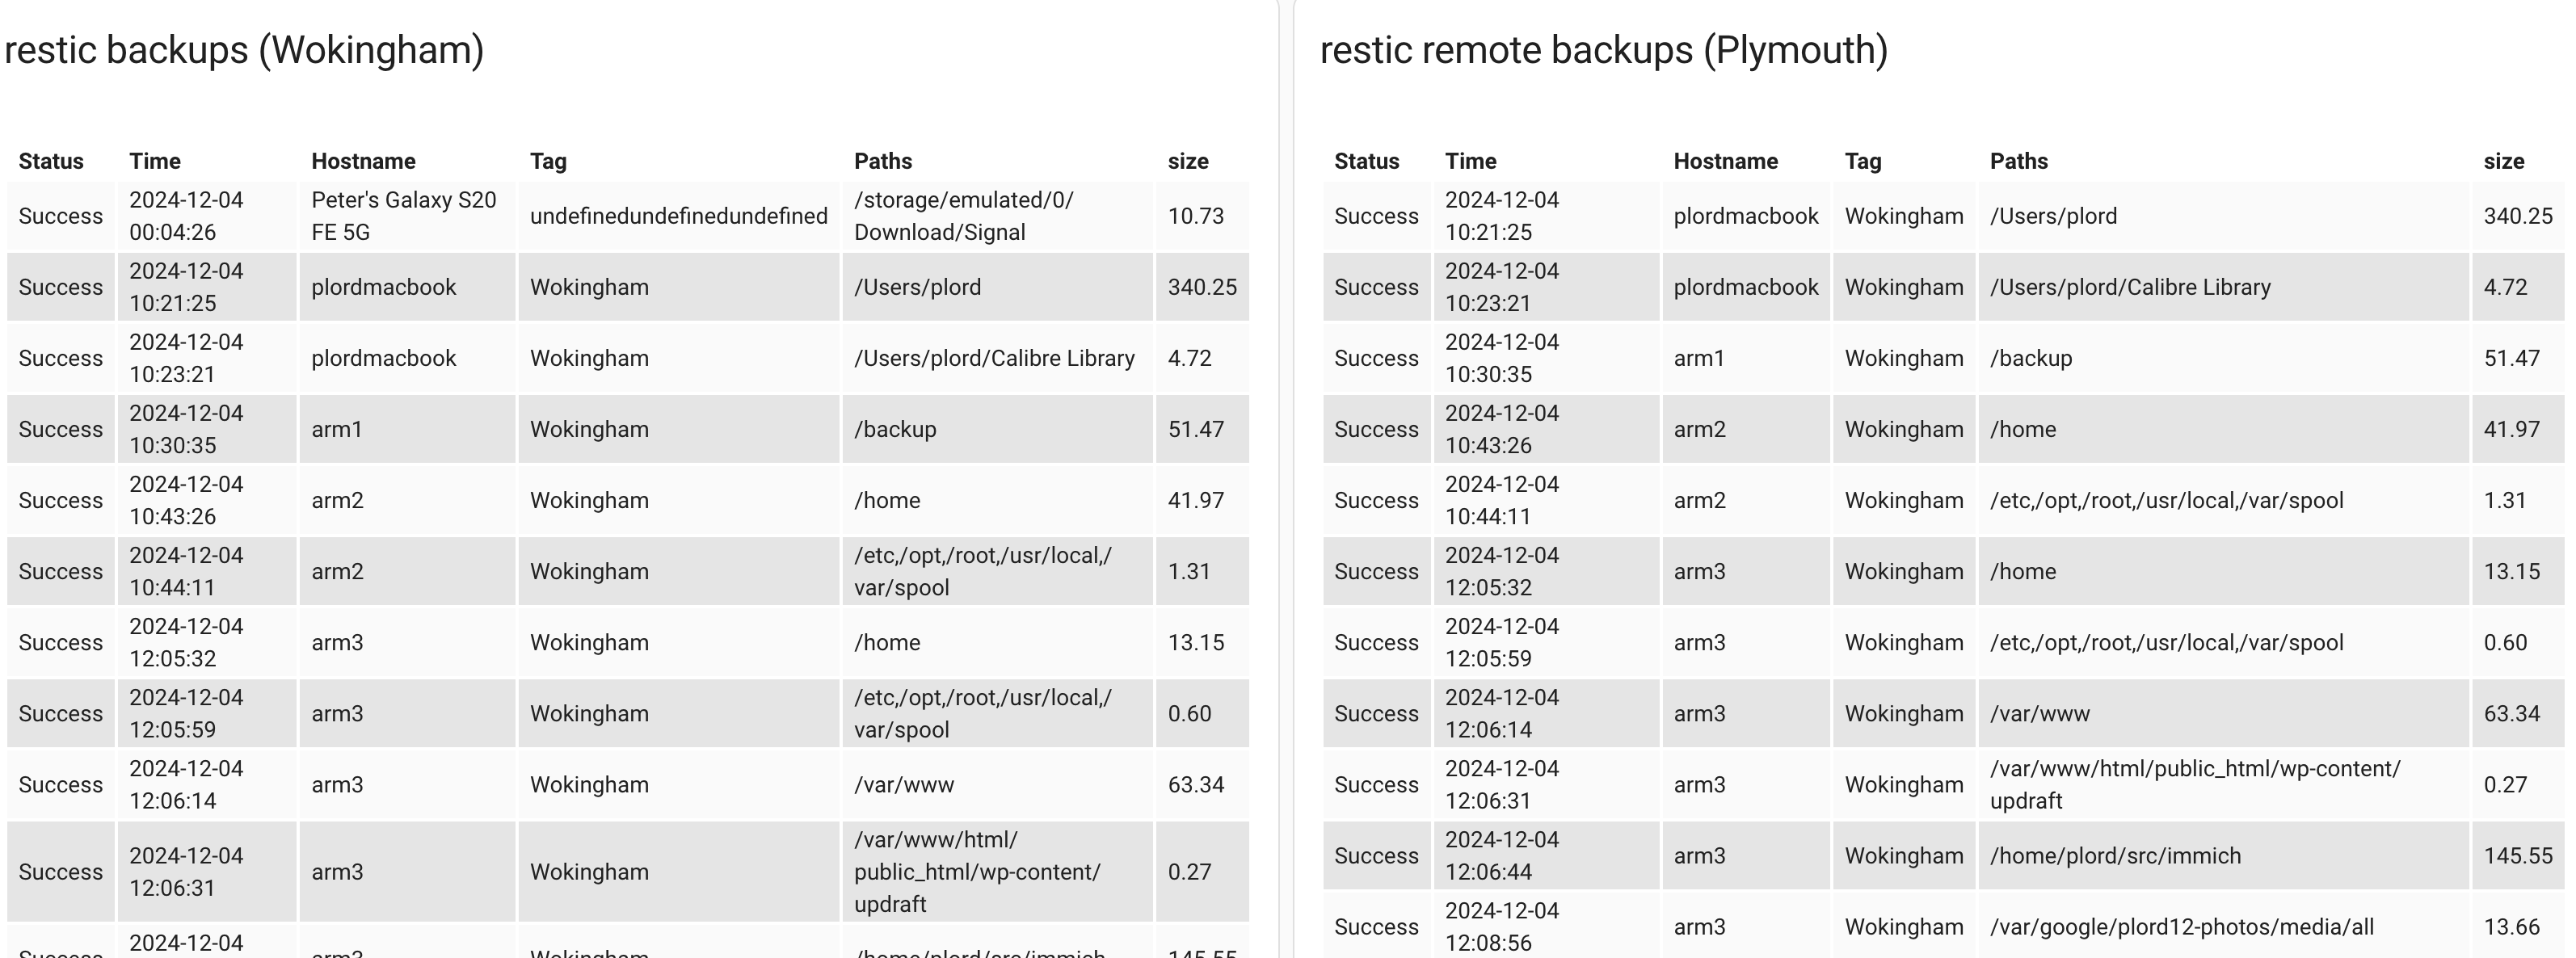 restic backups (Wokingham)
Status Time Hostname Tag Paths size
Success 2024-12-04 00:04:26 Peter's Galaxy S20 FE 5G undefinedundefinedundefined /storage/emulated/0/Download/Signal 10.73
Success 2024-12-04 10:21:25 plordmacbook Wokingham /Users/plord 340.25
Success 2024-12-04 10:23:21 plordmacbook Wokingham /Users/plord/Calibre Library 4.72
Success 2024-12-04 10:30:35 arm1 Wokingham /backup 51.47
Success 2024-12-04 10:43:26 arm2 Wokingham /home 41.97
Success 2024-12-04 10:44:11 arm2 Wokingham /etc,/opt,/root,/usr/local,/var/spool 1.31
Success 2024-12-04 12:05:32 arm3 Wokingham /home 13.15
Success 2024-12-04 12:05:59 arm3 Wokingham /etc,/opt,/root,/usr/local,/var/spool 0.60
Success 2024-12-04 12:06:14 arm3 Wokingham /var/www 63.34
Success 2024-12-04 12:06:31 arm3 Wokingham /var/www/html/public_html/wp-content/updraft 0.27
Success 2024-12-04 arm3 Wokingham /home/plord/src/immich 145.55
restic remote backups (Plymouth)
Status Time Hostname Tag Paths size
Success 2024-12-04 10:21:25 plordmacbook Wokingham /Users/plord 340.25
Success 2024-12-04 10:23:21 plordmacbook Wokingham /Users/plord/Calibre Library 4.72
Success 2024-12-04 10:30:35 arm1 Wokingham /backup 51.47
Success 2024-12-04 10:43:26 arm2 Wokingham /home 41.97
Success 2024-12-04 10:44:11 arm2 Wokingham /etc,/opt,/root,/usr/local,/var/spool 1.31
Success 2024-12-04 12:05:32 arm3 Wokingham /home 13.15
Success 2024-12-04 12:05:59 arm3 Wokingham /etc,/opt,/root,/usr/local,/var/spool 0.60
Success 2024-12-04 12:06:14 arm3 Wokingham /var/www 63.34
Success 2024-12-04 12:06:31 arm3 Wokingham /var/www/html/public_html/wp-content/updraft 0.27
Success 2024-12-04 12:06:44 arm3 Wokingham /home/plord/src/immich 145.55
Success 2024-12-04 12:08:56 arm3 Wokingham /var/google/plord12-photos/media/all 13.66